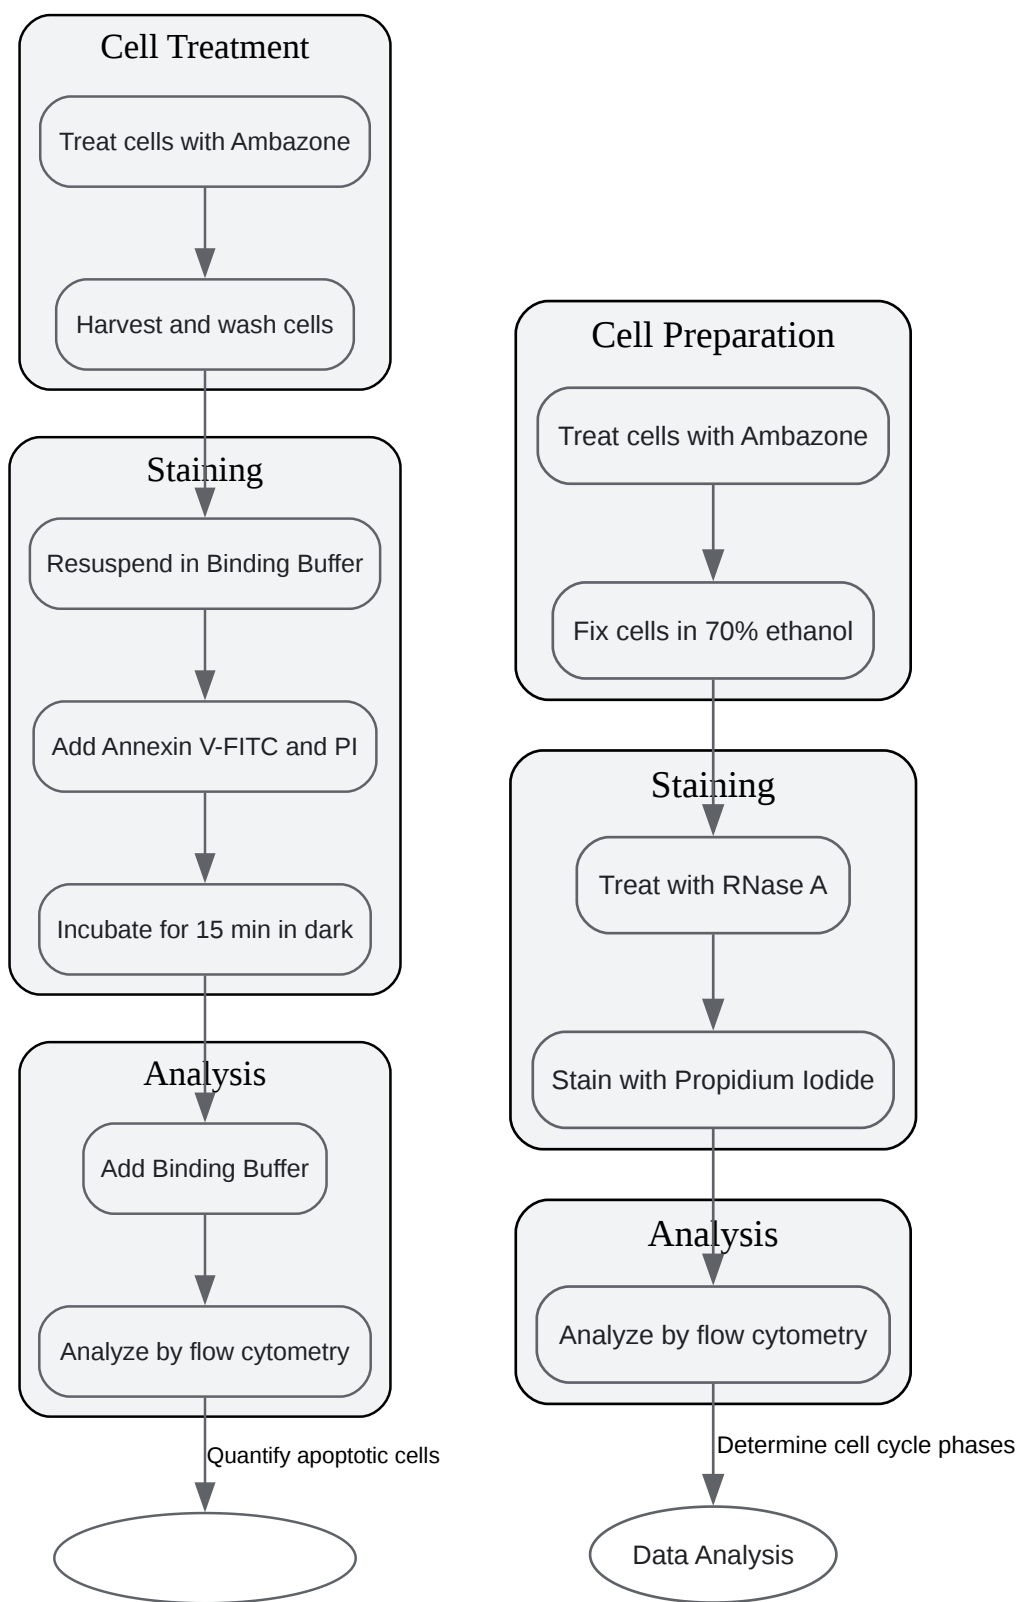 Cell Treatment
Treat cells with Ambazone
Harvest and wash cells
Staining
Resuspend in Binding Buffer
Add Annexin V-FITC and PI
Incubate for 15 min in dark
Analysis
Add Binding Buffer
Analyze by flow cytometry
Quantify apoptotic cells
Cell Preparation
Treat cells with Ambazone
Fix cells in 70% ethanol
Staining
Treat with RNase A
Stain with Propidium Iodide
Analysis
Analyze by flow cytometry
Determine cell cycle phases
Data Analysis